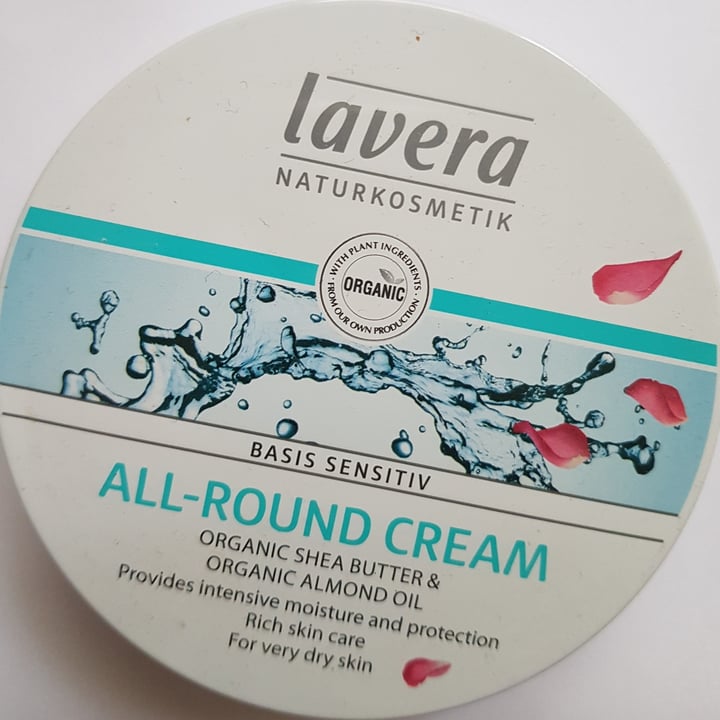 lavera
NATURKOSMETIK
· WITH PLANT INGREDIENTS ·
ORGANIC
FROM OUR OWN PRODUCTION
BASIS SENSITIV
ALL-ROUND CREAM
ORGANIC SHEA BUTTER &
ORGANIC ALMOND OIL
Provides intensive moisture and protection
Rich skin care
For very dry skin